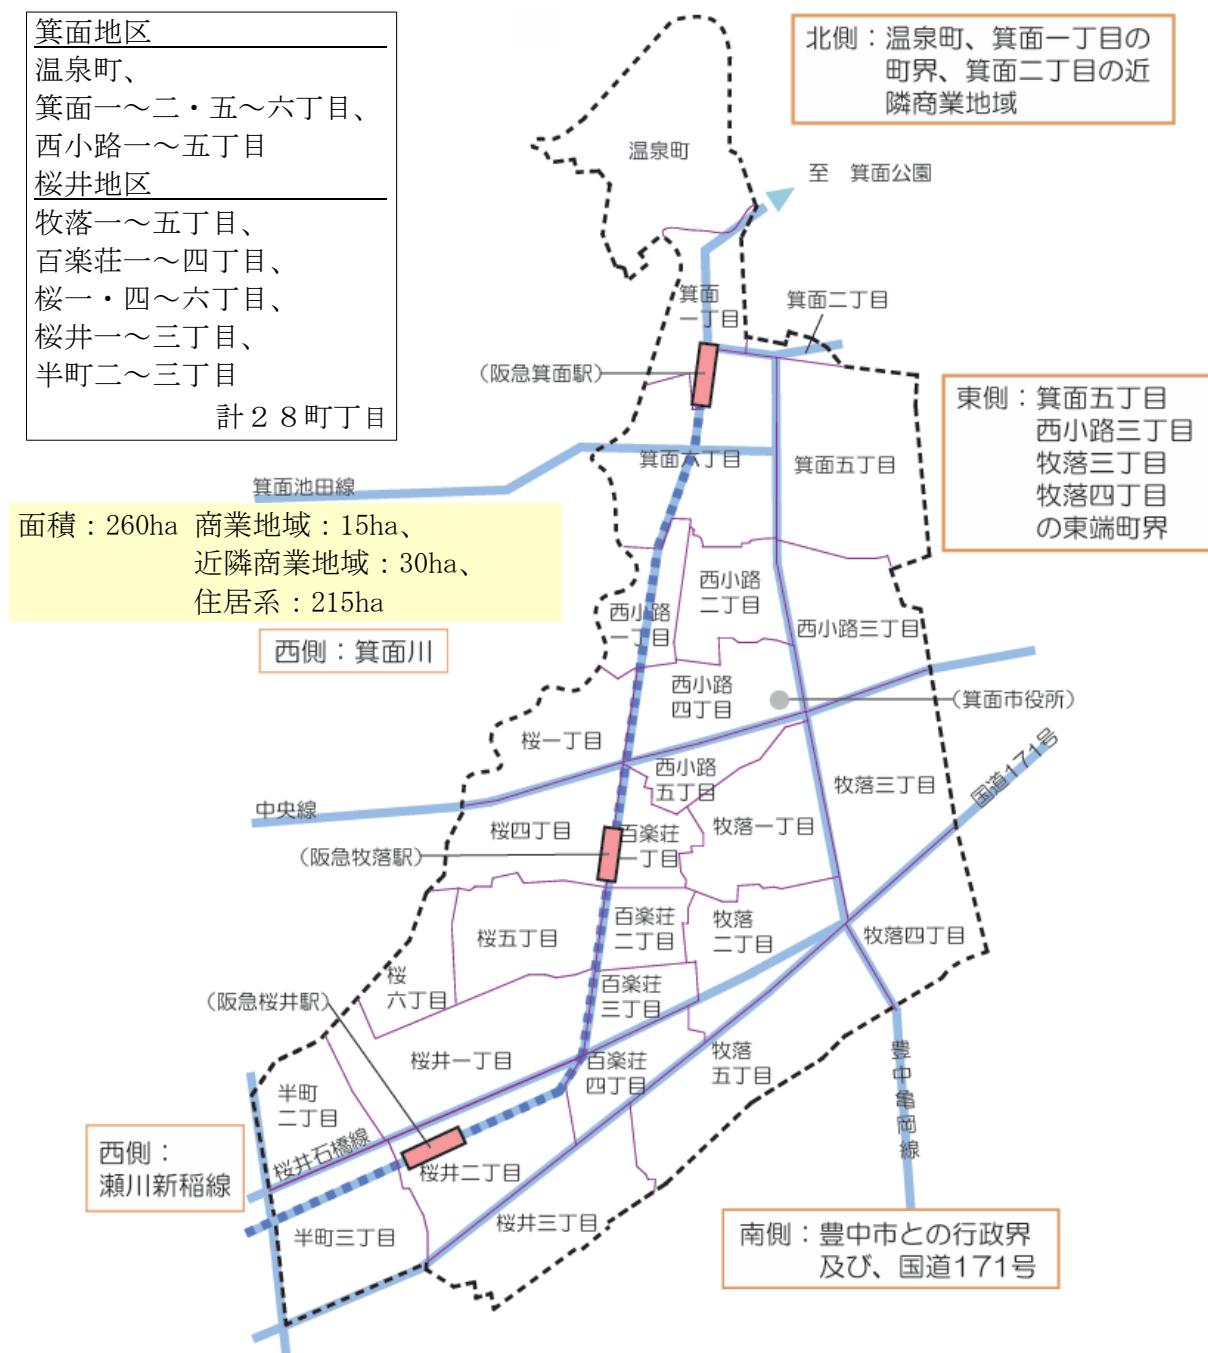 箕面地区
温泉町、
箕面一～二・五～六丁目、
西小路一～五丁目
桜井地区
牧落一～五丁目、
百楽荘一～四丁目、
桜一・四～六丁目、
桜井一～三丁目、
半町二～三丁目
計２８町丁目
北側：温泉町、箕面一丁目の
町界、箕面二丁目の近
隣商業地域
温泉町
至　箕面公園
箕面
一丁目
箕面二丁目
（阪急箕面駅）
東側：箕面五丁目
西小路三丁目
牧落三丁目
牧落四丁目
の東端町界
箕面六丁目
箕面五丁目
箕面池田線
面積：260ha 商業地域：15ha、
近隣商業地域：30ha、
住居系：215ha
西小路
一丁目
西小路
二丁目
西小路三丁目
西側：箕面川
西小路
四丁目
（箕面市役所）
桜一丁目
西小路
五丁目
国道171号
牧落三丁目
中央線
桜四丁目
百楽荘
一丁目
牧落一丁目
（阪急牧落駅）
桜五丁目
百楽荘
二丁目
牧落
二丁目
牧落四丁目
桜
六丁目
（阪急桜井駅）
百楽荘
三丁目
桜井一丁目
百楽荘
四丁目
牧落
五丁目
豊中亀岡線
半町
二丁目
桜井石橋線
西側：
瀬川新稲線
桜井二丁目
半町三丁目
桜井三丁目
南側：豊中市との行政界
及び、国道171号